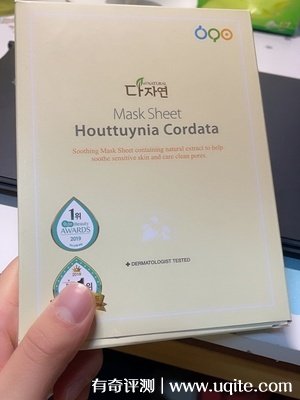 다자연
Mask Sheet
Houttuynia Cordata
Soothing Mask Sheet containing natural extract to help
soothe sensitive skin and care clean pores.
1위
AWARDS
2019
2018
위
+ DERMATOLOGIST TESTED
有奇评测 | www.uqite.com